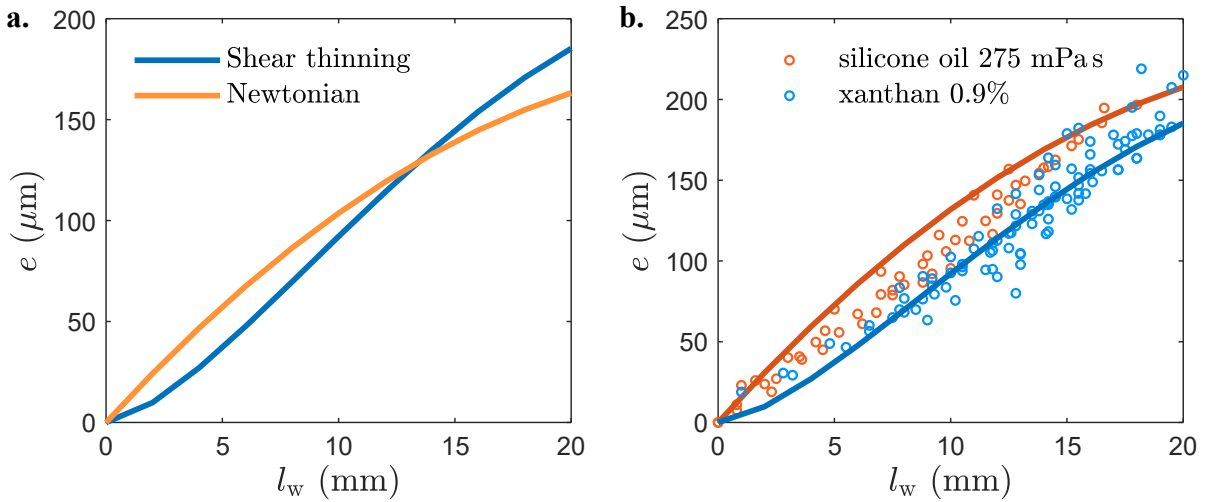 a.
200
150
100
50
0
e (μm)
Shear thinning
Newtonian
0 5 10 15 20
l_w (mm)
b.
250
200
150
100
50
0
e (μm)
silicone oil 275 mPa s
xanthan 0.9%
0 5 10 15 20
l_w (mm)